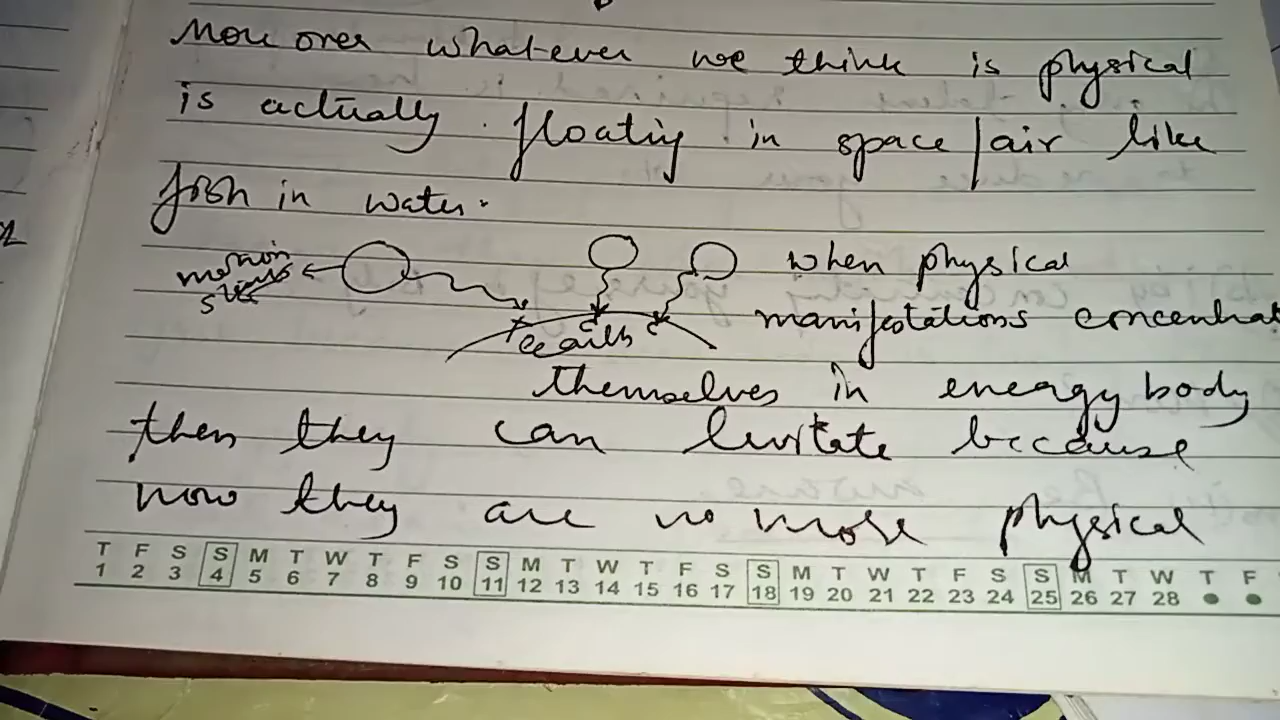 More over whatever we think is physical
is actually floating in space/air like
fish in water.
when physical
manifestations concentrat
earth
themselves in energy body
then they can levitate because
now they are no more physical
T F S S M T W T F S S M T W T F S S M T W T F S S M T W T F
1 2 3 4 5 6 7 8 9 10 11 12 13 14 15 16 17 18 19 20 21 22 23 24 25 26 27 28